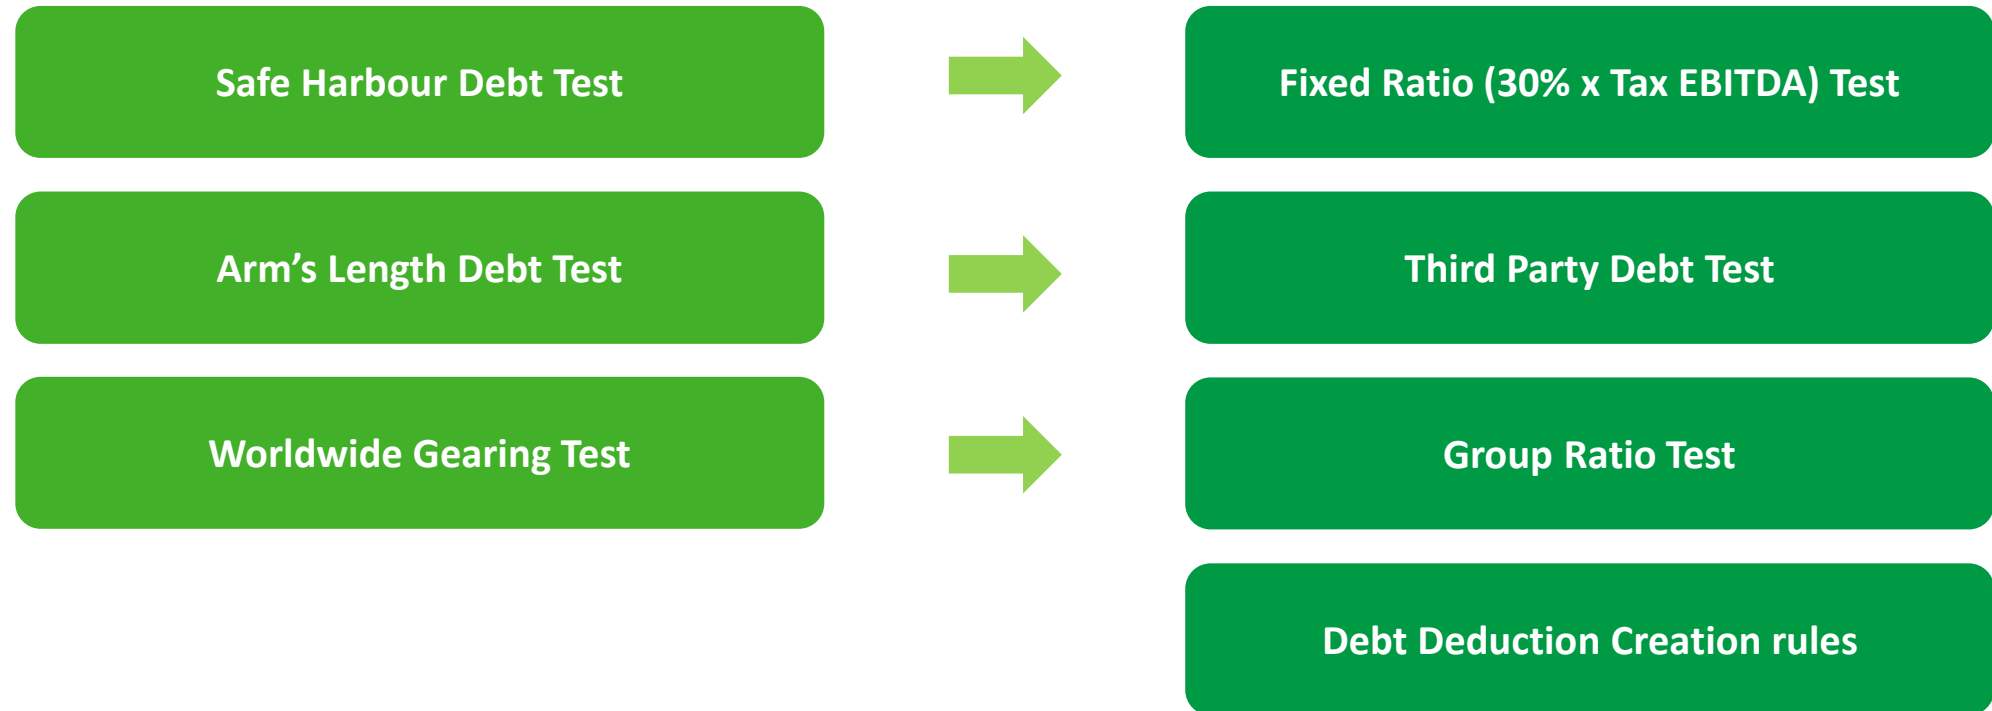 Safe Harbour Debt Test
Fixed Ratio (30% x Tax EBITDA) Test
Arm’s Length Debt Test
Third Party Debt Test
Worldwide Gearing Test
Group Ratio Test
Debt Deduction Creation rules